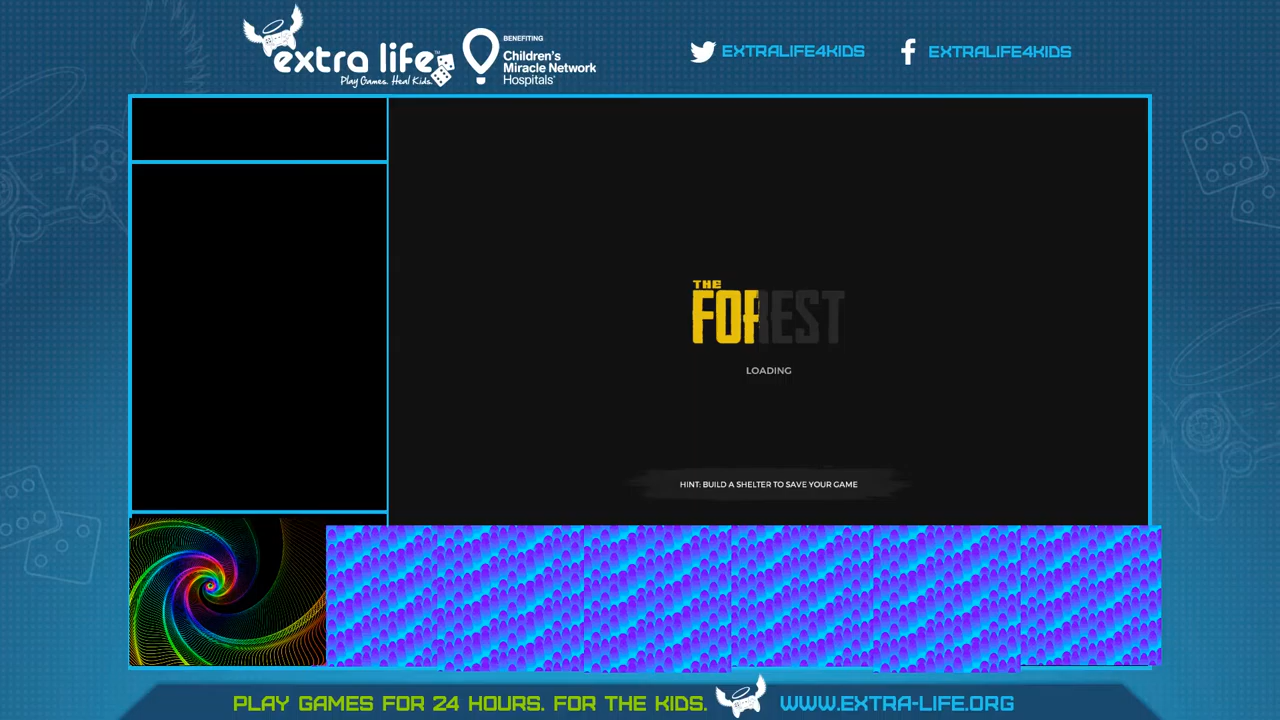 extra life™
Play Games. Heal Kids.
BENEFITING
Children's
Miracle Network
Hospitals®
EXTRALIFE4KIDS
EXTRALIFE4KIDS
THE
FOREST
LOADING
HINT: BUILD A SHELTER TO SAVE YOUR GAME
PLAY GAMES FOR 24 HOURS. FOR THE KIDS.
WWW.EXTRA-LIFE.ORG